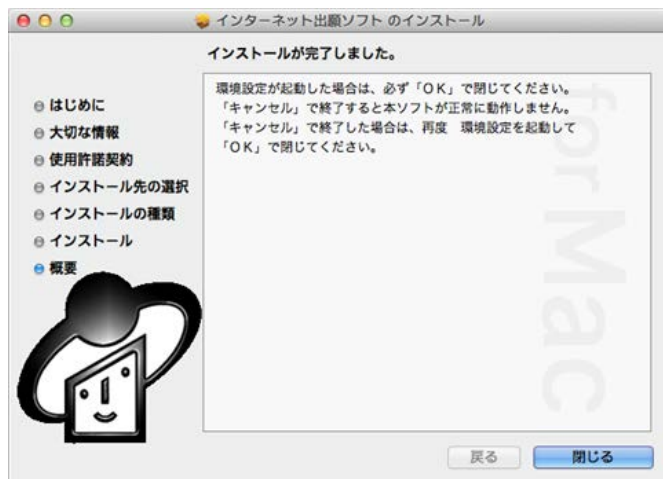 インターネット出願ソフト のインストール
インストールが完了しました。
はじめに
大切な情報
使用許諾契約
インストール先の選択
インストールの種類
インストール
概要
環境設定が起動した場合は、必ず「ＯＫ」で閉じてください。
「キャンセル」で終了すると本ソフトが正常に動作しません。
「キャンセル」で終了した場合は、再度　環境設定を起動して
「ＯＫ」で閉じてください。
for Mac
戻る
閉じる